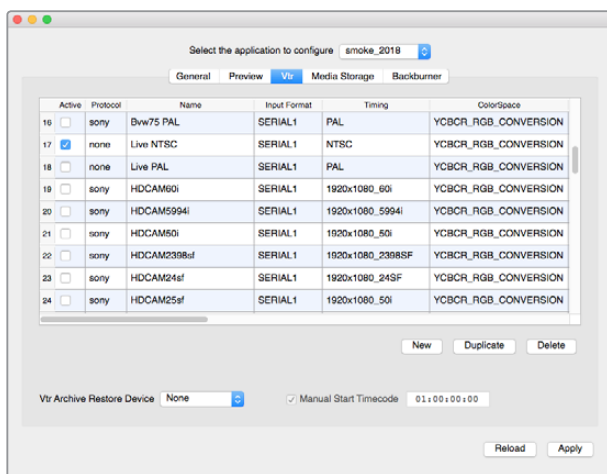 Select the application to configure smoke_2018
General Preview Vtr Media Storage Backburner
Active Protocol Name Input Format Timing ColorSpace
16 sony Bvw75 PAL SERIAL1 PAL YCBCR_RGB_CONVERSION
17 none Live NTSC SERIAL1 NTSC YCBCR_RGB_CONVERSION
18 none Live PAL SERIAL1 PAL YCBCR_RGB_CONVERSION
19 sony HDCAM60i SERIAL1 1920x1080_60i YCBCR_RGB_CONVERSION
20 sony HDCAM5994i SERIAL1 1920x1080_5994i YCBCR_RGB_CONVERSION
21 sony HDCAM50i SERIAL1 1920x1080_50i YCBCR_RGB_CONVERSION
22 sony HDCAM2398sf SERIAL1 1920x1080_2398SF YCBCR_RGB_CONVERSION
23 sony HDCAM24sf SERIAL1 1920x1080_24SF YCBCR_RGB_CONVERSION
24 sony HDCAM25sf SERIAL1 1920x1080_50i YCBCR_RGB_CONVERSION
New Duplicate Delete
Vtr Archive Restore Device None Manual Start Timecode 01:00:00:00
Reload Apply